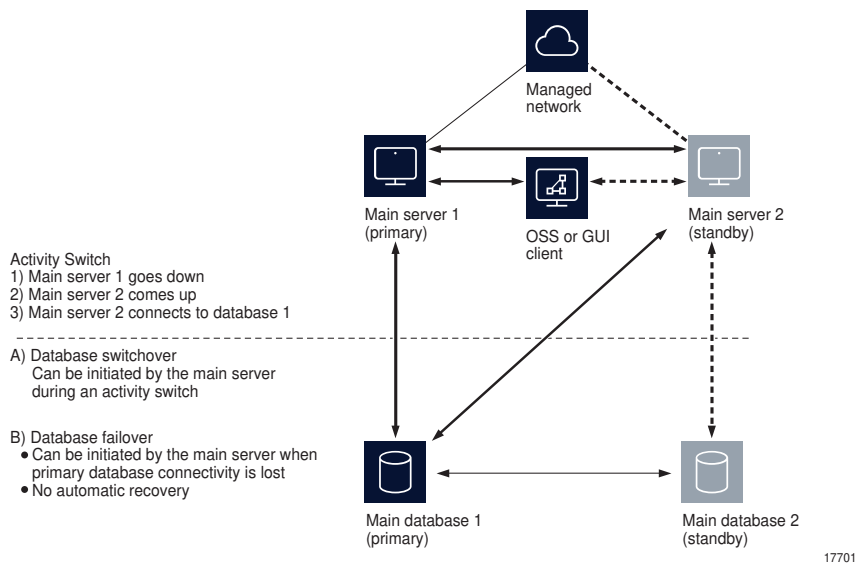 Managed
network
Main server 1
(primary)
OSS or GUI
client
Main server 2
(standby)
Activity Switch
1) Main server 1 goes down
2) Main server 2 comes up
3) Main server 2 connects to database 1
A) Database switchover
Can be initiated by the main server
during an activity switch
B) Database failover
• Can be initiated by the main server when
primary database connectivity is lost
• No automatic recovery
Main database 1
(primary)
Main database 2
(standby)
17701